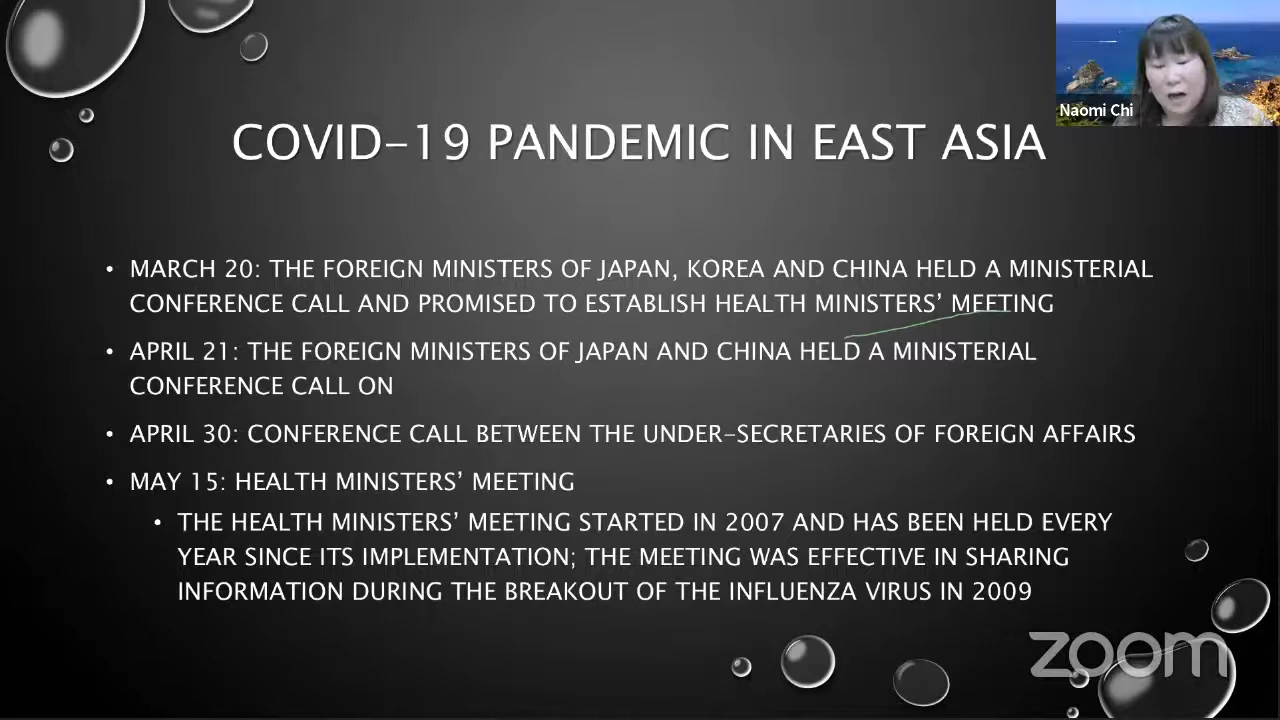 Naomi Chi
COVID-19 PANDEMIC IN EAST ASIA
• MARCH 20: THE FOREIGN MINISTERS OF JAPAN, KOREA AND CHINA HELD A MINISTERIAL
CONFERENCE CALL AND PROMISED TO ESTABLISH HEALTH MINISTERS' MEETING
• APRIL 21: THE FOREIGN MINISTERS OF JAPAN AND CHINA HELD A MINISTERIAL
CONFERENCE CALL ON
• APRIL 30: CONFERENCE CALL BETWEEN THE UNDER-SECRETARIES OF FOREIGN AFFAIRS
• MAY 15: HEALTH MINISTERS' MEETING
• THE HEALTH MINISTERS' MEETING STARTED IN 2007 AND HAS BEEN HELD EVERY
YEAR SINCE ITS IMPLEMENTATION; THE MEETING WAS EFFECTIVE IN SHARING
INFORMATION DURING THE BREAKOUT OF THE INFLUENZA VIRUS IN 2009
zoom